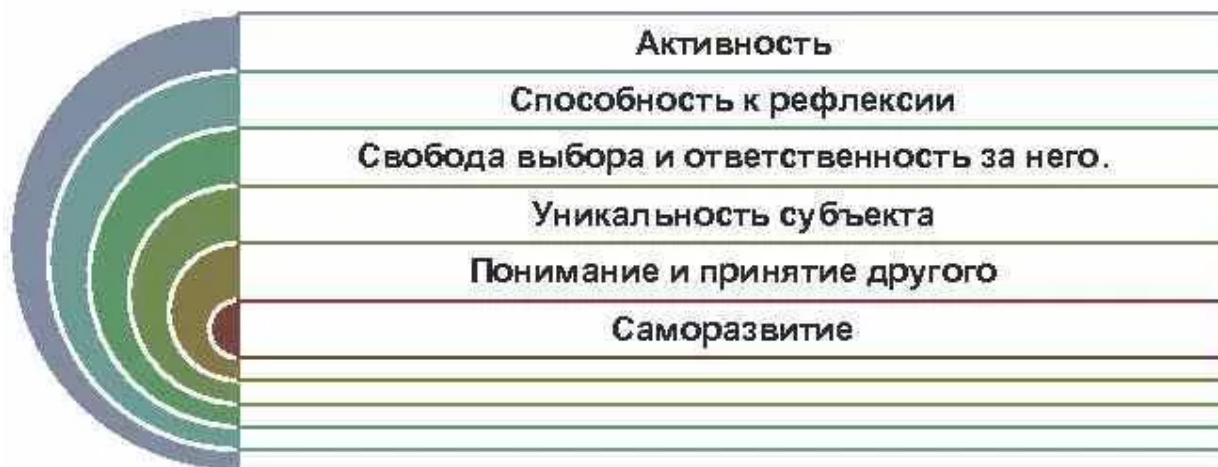 Активность
Способность к рефлексии
Свобода выбора и ответственность за него.
Уникальность субъекта
Понимание и принятие другого
Саморазвитие